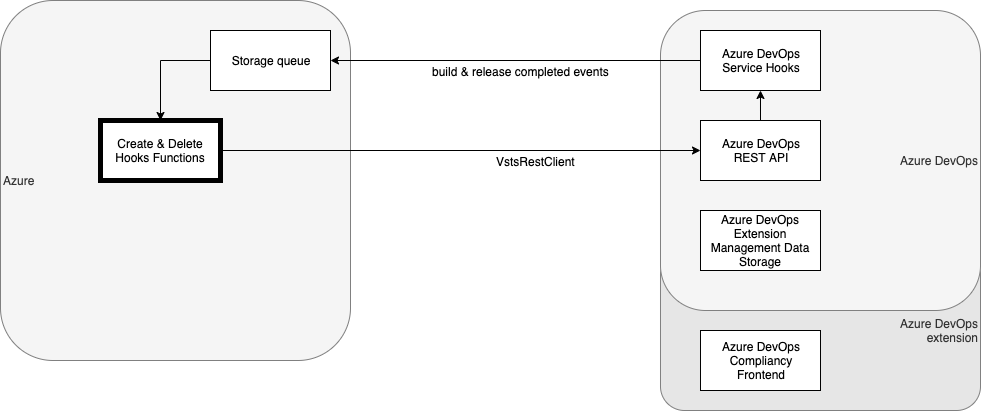 Storage queue
build & release completed events
Azure DevOps
Service Hooks
Create & Delete
Hooks Functions
VstsRestClient
Azure DevOps
REST API
Azure
Azure DevOps
Azure DevOps
Extension
Management Data
Storage
Azure DevOps
extension
Azure DevOps
Compliancy
Frontend